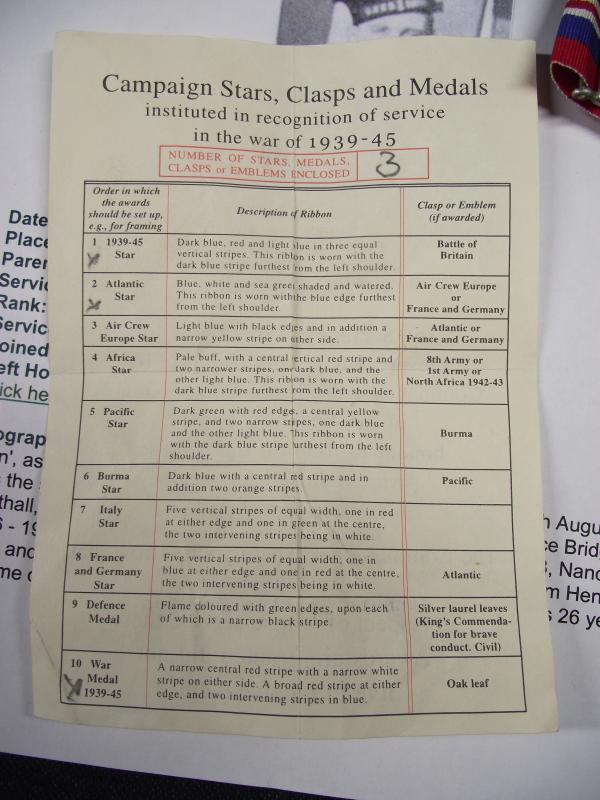 Campaign Stars, Clasps and Medals
instituted in recognition of service
in the war of 1939-45
NUMBER OF STARS, MEDALS,
CLASPS or EMBLEMS ENCLOSED
3
Order in which
the awards
should be set up,
e.g., for framing
Description of Ribbon
Clasp or Emblem
(if awarded)
1 1939-45
Star
Dark blue, red and light blue in three equal
vertical stripes. This ribbon is worn with the
dark blue stripe furthest from the left shoulder.
Battle of
Britain
2 Atlantic
Star
Blue, white and sea green shaded and watered.
This ribbon is worn with the blue edge furthest
from the left shoulder.
Air Crew Europe
or
France and Germany
3 Air Crew
Europe Star
Light blue with black edges and in addition a
narrow yellow stripe on either side.
Atlantic or
France and Germany
4 Africa
Star
Pale buff, with a central vertical red stripe and
two narrower stripes, one dark blue, and the
other light blue. This ribbon is worn with the
dark blue stripe furthest from the left shoulder.
8th Army or
1st Army or
North Africa 1942-43
5 Pacific
Star
Dark green with red edges, a central yellow
stripe, and two narrow stripes, one dark blue
and the other light blue. This ribbon is worn
with the dark blue stripe furthest from the left
shoulder.
Burma
6 Burma
Star
Dark blue with a central red stripe and in
addition two orange stripes.
Pacific
7 Italy
Star
Five vertical stripes of equal width, one in red
at either edge and one in green at the centre,
the two intervening stripes being in white.
8 France
and Germany
Star
Five vertical stripes of equal width, one in
blue at either edge and one in red at the centre,
the two intervening stripes being in white.
Atlantic
9 Defence
Medal
Flame coloured with green edges, upon each
of which is a narrow black stripe.
Silver laurel leaves
(King's Commenda-
tion for brave
conduct. Civil)
10 War
Medal
1939-45
A narrow central red stripe with a narrow white
stripe on either side. A broad red stripe at either
edge, and two intervening stripes in blue.
Oak leaf
Date
Place
Rank:
the
and
26